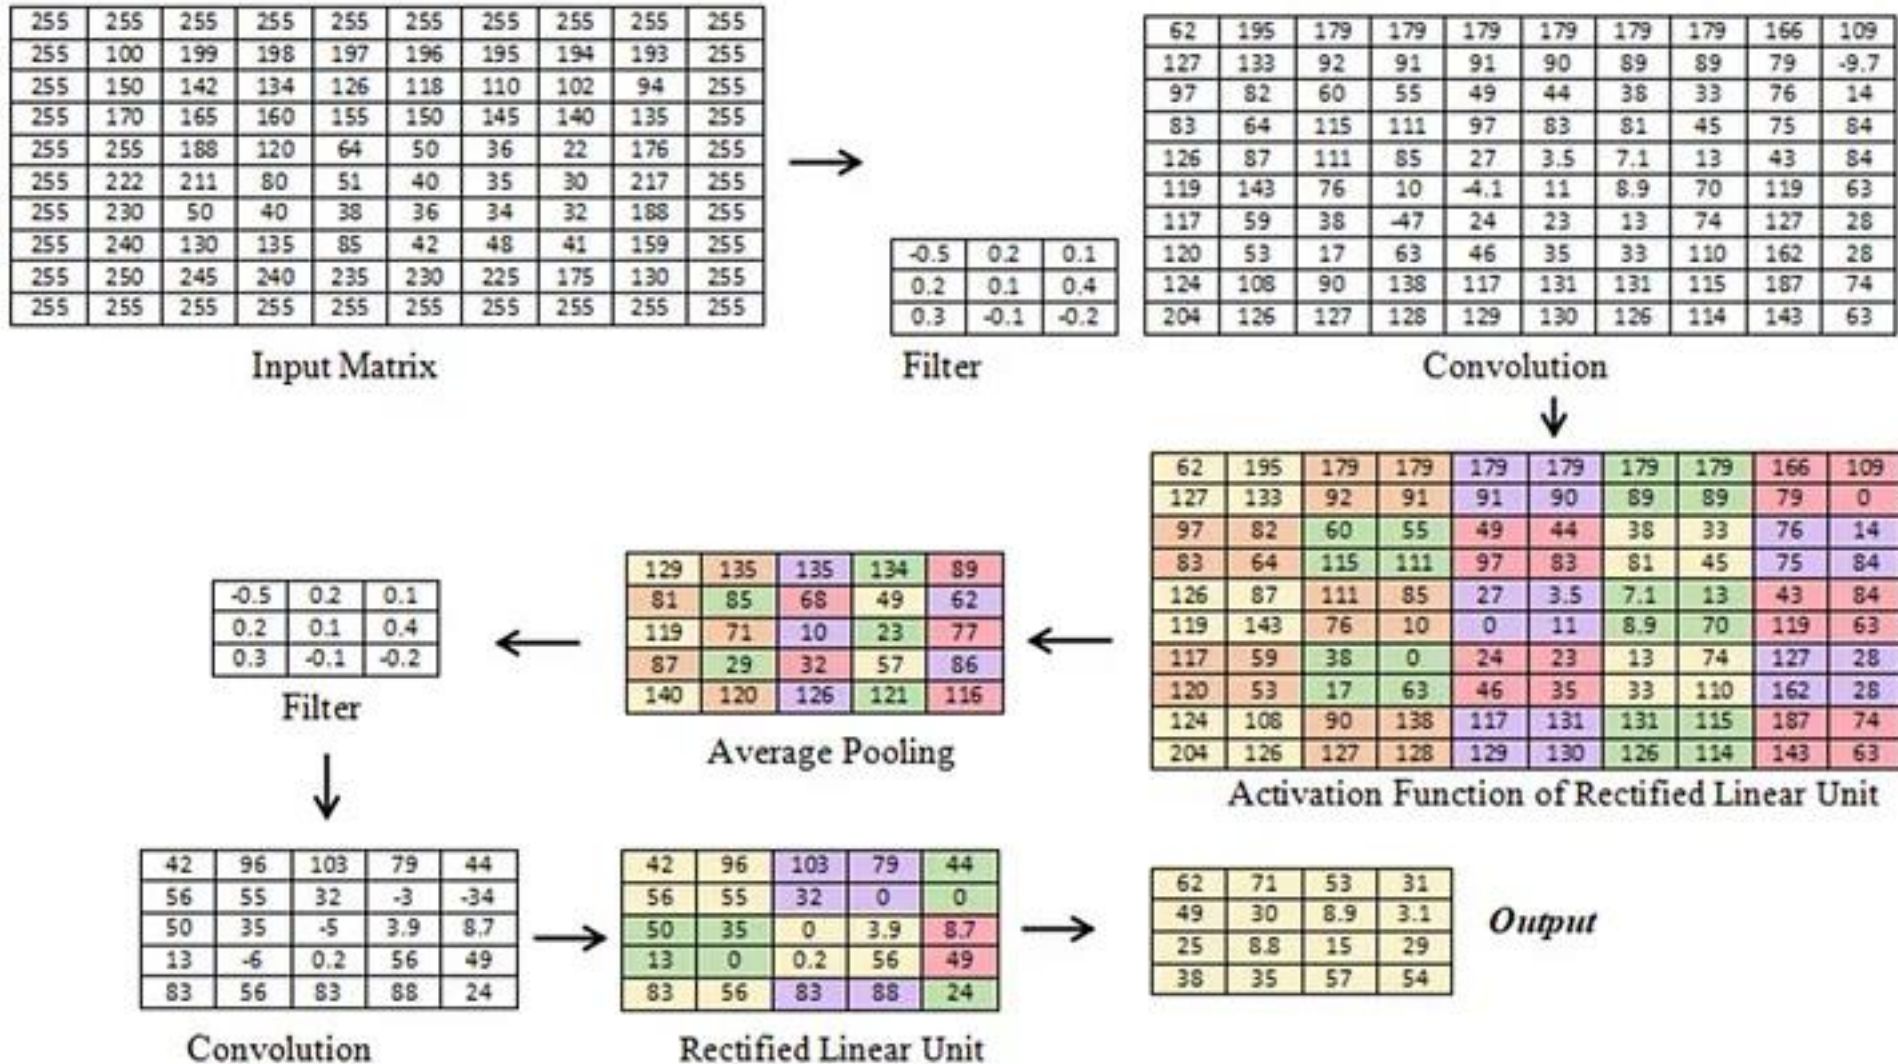 255 255 255 255 255 255 255 255 255 255
255 100 199 198 197 196 195 194 193 255
255 150 142 134 126 118 110 102 94 255
255 170 165 160 155 150 145 140 135 255
255 255 188 120 64 50 36 22 176 255
255 222 211 80 51 40 35 30 217 255
255 230 50 40 38 36 34 32 188 255
255 240 130 135 85 42 48 41 159 255
255 250 245 240 235 230 225 175 130 255
255 255 255 255 255 255 255 255 255 255
Input Matrix
-0.5 0.2 0.1
0.2 0.1 0.4
0.3 -0.1 -0.2
Filter
62 195 179 179 179 179 179 179 166 109
127 133 92 91 91 90 89 89 79 -9.7
97 82 60 55 49 44 38 33 76 14
83 64 115 111 97 83 81 45 75 84
126 87 111 85 27 3.5 7.1 13 43 84
119 143 76 10 -4.1 11 8.9 70 119 63
117 59 38 -47 24 23 13 74 127 28
120 53 17 63 46 35 33 110 162 28
124 108 90 138 117 131 131 115 187 74
204 126 127 128 129 130 126 114 143 63
Convolution
62 195 179 179 179 179 179 179 166 109
127 133 92 91 91 90 89 89 79 0
97 82 60 55 49 44 38 33 76 14
83 64 115 111 97 83 81 45 75 84
126 87 111 85 27 3.5 7.1 13 43 84
119 143 76 10 0 11 8.9 70 119 63
117 59 38 0 24 23 13 74 127 28
120 53 17 63 46 35 33 110 162 28
124 108 90 138 117 131 131 115 187 74
204 126 127 128 129 130 126 114 143 63
Activation Function of Rectified Linear Unit
129 135 135 134 89
81 85 68 49 62
119 71 10 23 77
87 29 32 57 86
140 120 126 121 116
Average Pooling
-0.5 0.2 0.1
0.2 0.1 0.4
0.3 -0.1 -0.2
Filter
42 96 103 79 44
56 55 32 -3 -34
50 35 -5 3.9 8.7
13 -6 0.2 56 49
83 56 83 88 24
Convolution
42 96 103 79 44
56 55 32 0 0
50 35 0 3.9 8.7
13 0 0.2 56 49
83 56 83 88 24
Rectified Linear Unit
62 71 53 31
49 30 8.9 3.1
25 8.8 15 29
38 35 57 54
Output